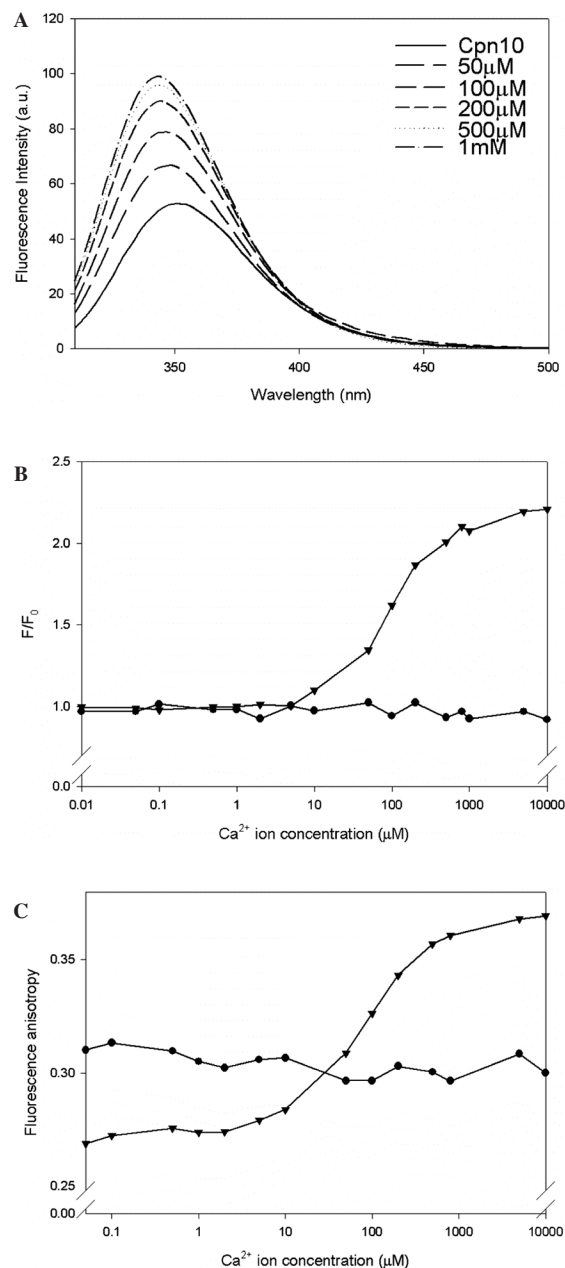 A
120
100
80
60
40
20
0
Fluorescence Intensity (a.u.)
Cpn10
50µM
100µM
200µM
500µM
1mM
350
400
450
500
Wavelength (nm)
B
2.5
2.0
1.5
1.0
0.0
F/F₀
0.01
0.1
1
10
100
1000
10000
Ca²⁺ ion concentration (µM)
C
0.35
0.30
0.25
0.00
Fluorescence anisotropy
0.1
1
10
100
1000
10000
Ca²⁺ ion concentration (µM)